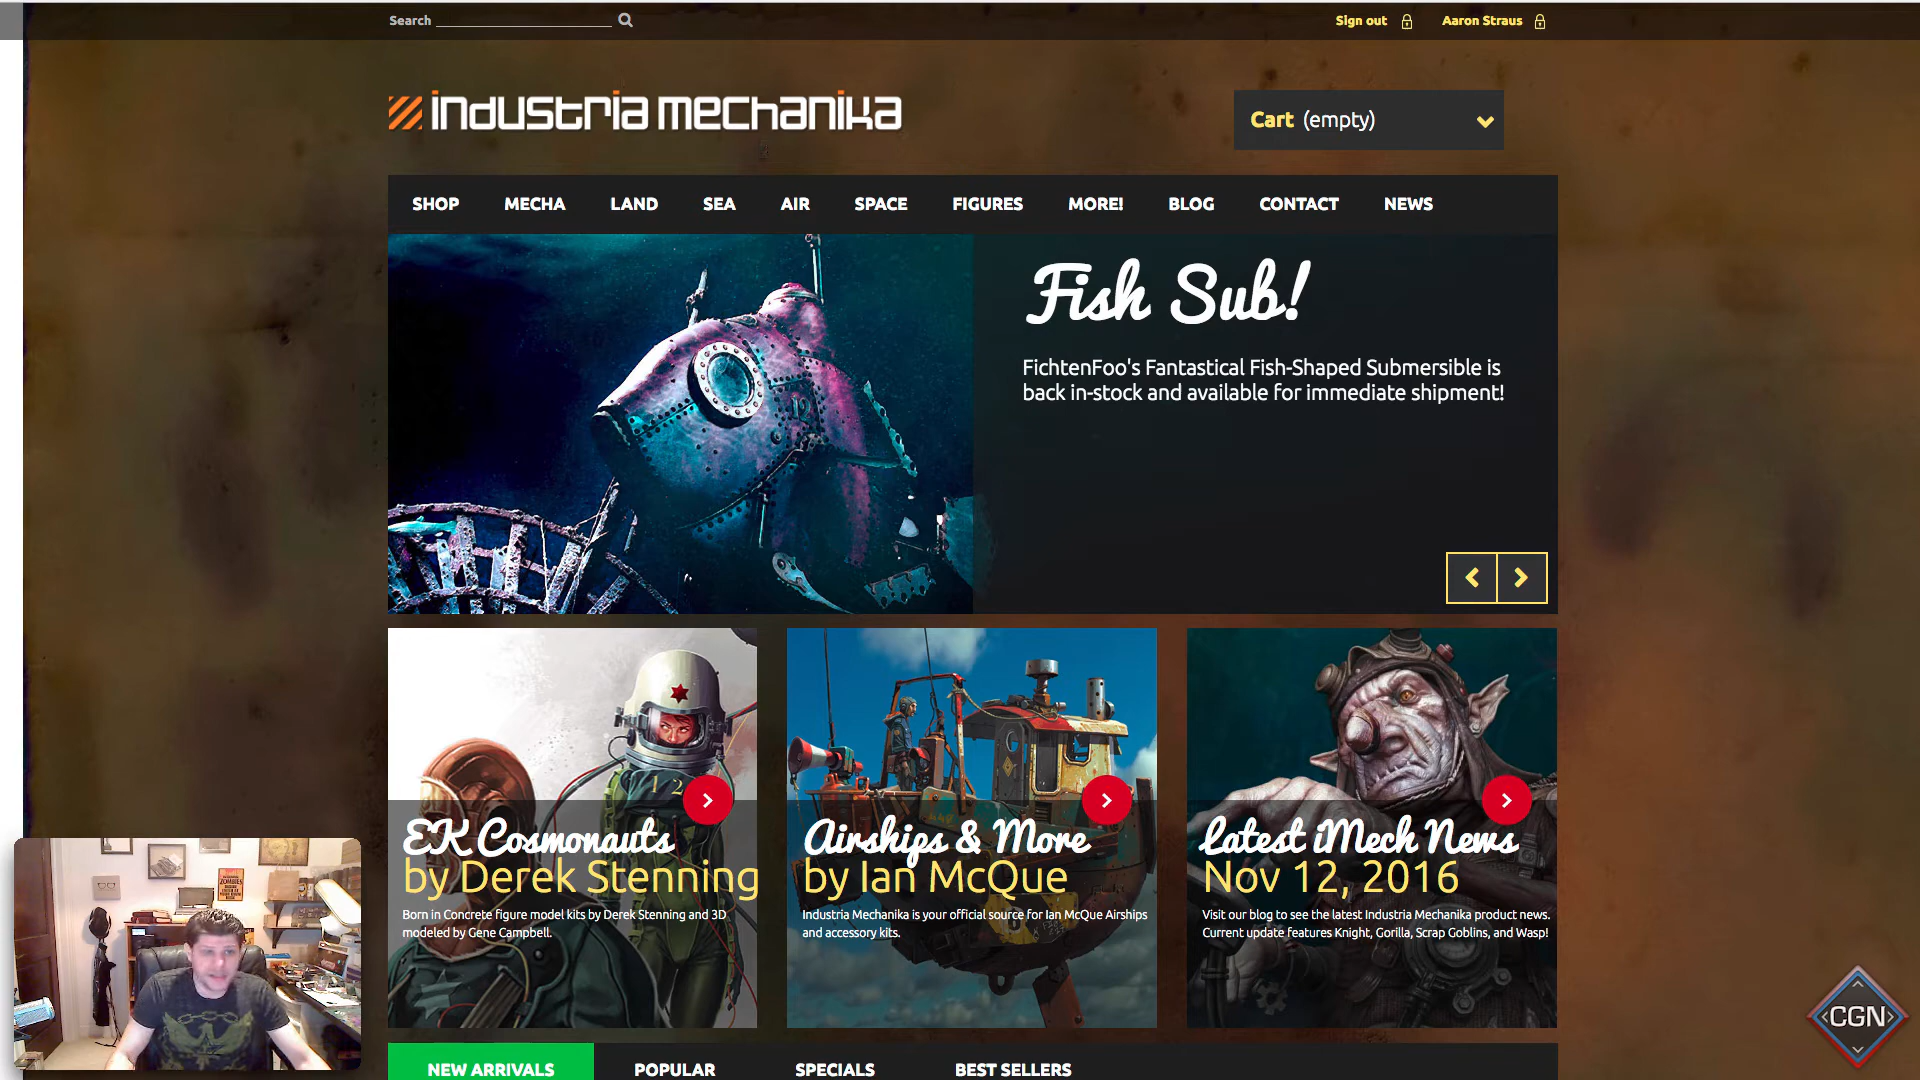 Search
Sign out
Aaron Straus
industria mechanika
Cart (empty)
SHOP MECHA LAND SEA AIR SPACE FIGURES MORE! BLOG CONTACT NEWS
Fish Sub!
FichtenFoo's Fantastical Fish-Shaped Submersible is
back in-stock and available for immediate shipment!
12
12
EK Cosmonauts
by Derek Stenning
Born in Concrete figure model kits by Derek Stenning and 3D
modeled by Gene Campbell.
Airships & More
by Ian McQue
Industria Mechanika is your official source for Ian McQue Airships
and accessory kits.
Latest iMech News
Nov 12, 2016
Visit our blog to see the latest Industria Mechanika product news.
Current update features Knight, Gorilla, Scrap Goblins, and Wasp!
ZOMBIES
<CGN>
NEW ARRIVALS POPULAR SPECIALS BEST SELLERS